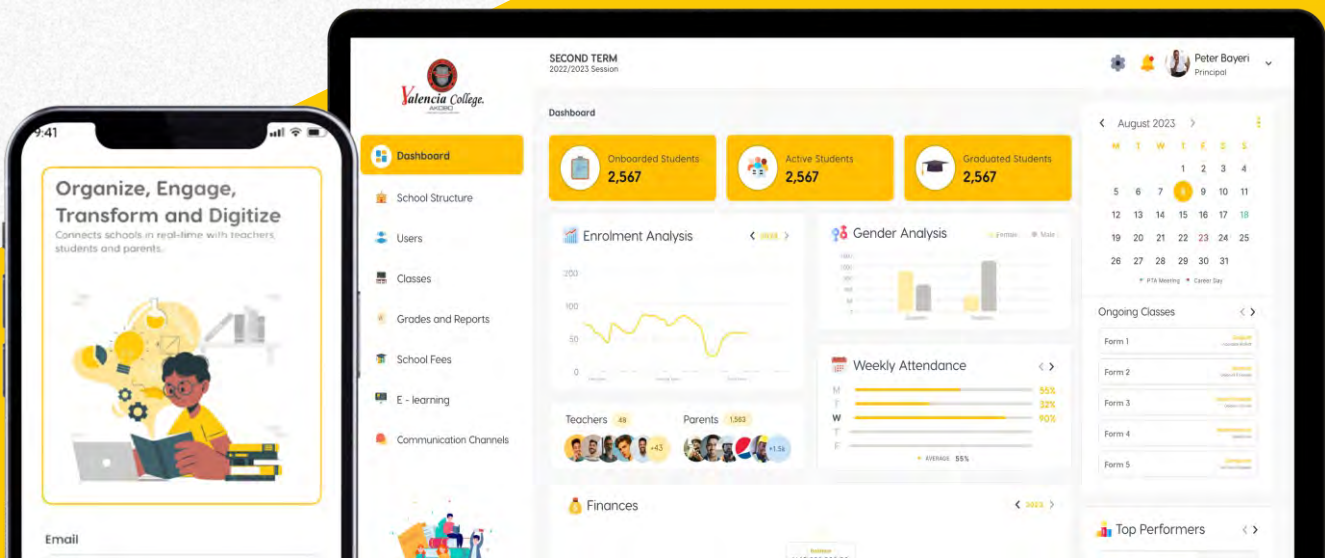 9:41
Organize, Engage,
Transform and Digitize
Connects schools in real-time with teachers,
students and parents.
Email
Valencia College.
AKOBO
Dashboard
School Structure
Users
Classes
Grades and Reports
School Fees
E - learning
Communication Channels
SECOND TERM
2022/2023 Session
Peter Bayeri
Principal
Dashboard
Onboarded Students
2,567
Active Students
2,567
Graduated Students
2,567
Enrolment Analysis
2023
200
100
50
0
Gender Analysis
Female Male
Weekly Attendance
M 55%
T 32%
W 90%
T
F
AVERAGE 55%
Teachers 48
+43
Parents 1,563
+1.5k
Finances
2023
August 2023
M T W T F S S
1 2 3 4
5 6 7 8 9 10 11
12 13 14 15 16 17 18
19 20 21 22 23 24 25
26 27 28 29 30 31
PTA Meeting Career Day
Ongoing Classes
Form 1
Form 2
Form 3
Form 4
Form 5
Top Performers